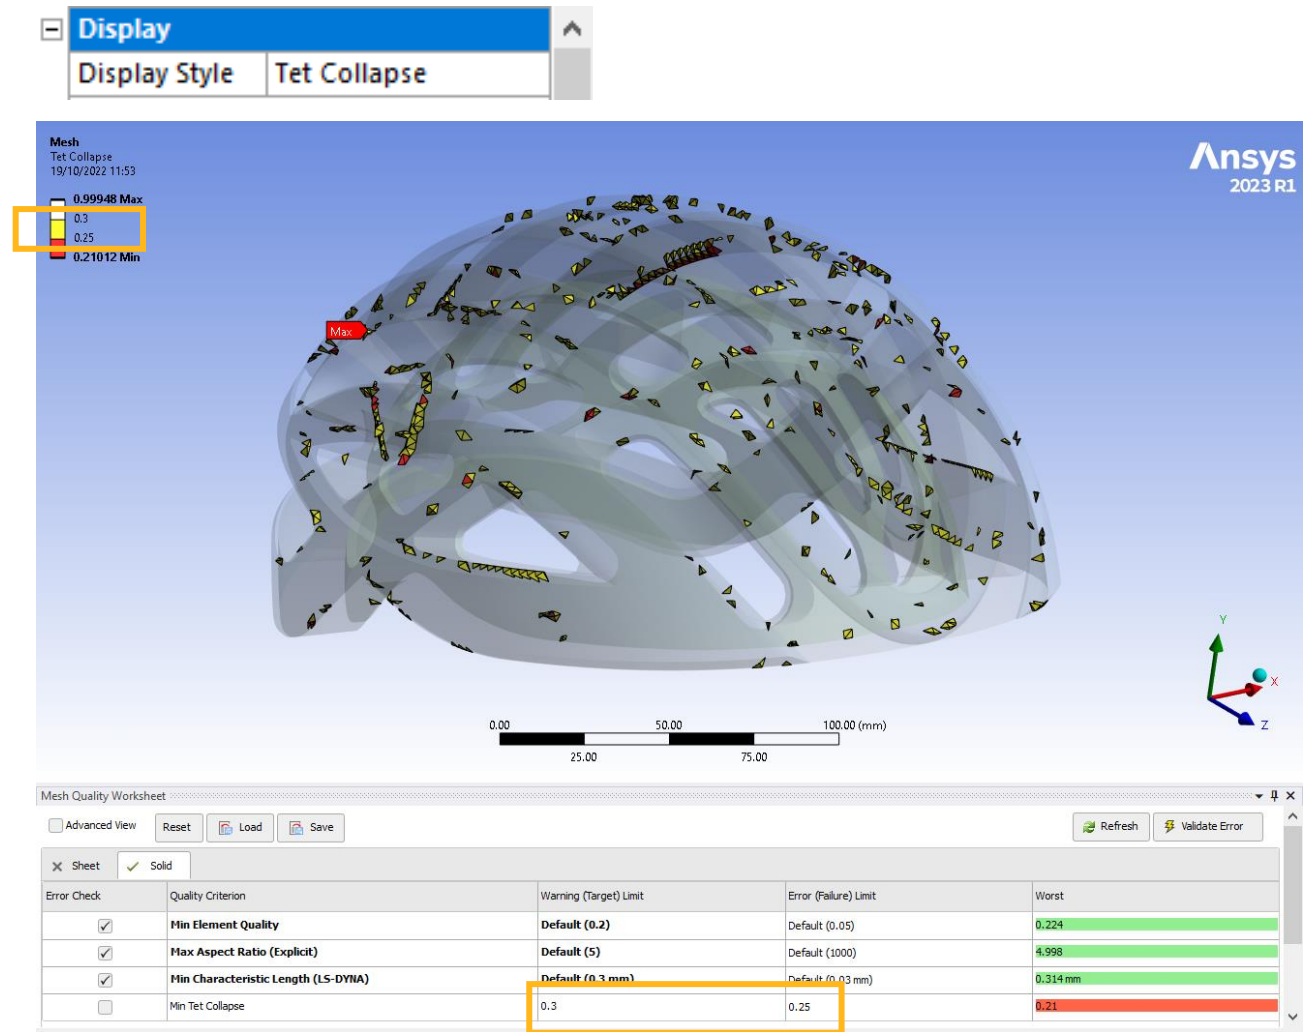 Display
Display Style Tet Collapse
Mesh
Tet Collapse
19/10/2022 11:53
0.99948 Max
0.3
0.25
0.21012 Min
Ansys
2023 R1
Max
Y
X
Z
0.00 50.00 100.00 (mm)
25.00 75.00
Mesh Quality Worksheet
Advanced View Reset Load Save Refresh Validate Error
Sheet Solid
Error Check Quality Criterion Warning (Target) Limit Error (Failure) Limit Worst
Min Element Quality Default (0.2) Default (0.05) 0.224
Max Aspect Ratio (Explicit) Default (5) Default (1000) 4.998
Min Characteristic Length (LS-DYNA) Default (0.3 mm) Default (0.03 mm) 0.314 mm
Min Tet Collapse 0.3 0.25 0.21